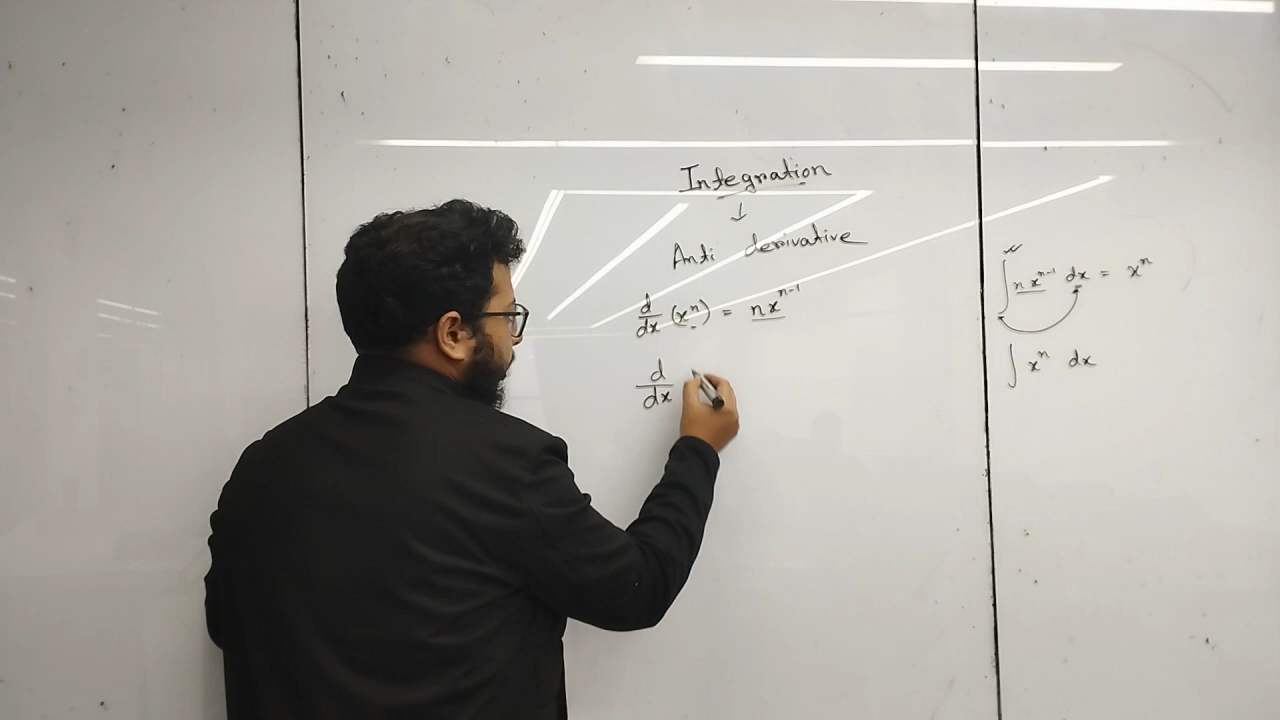 Integration
↓
Anti derivative
d/dx (xⁿ) = nxⁿ⁻¹
d/dx
∫ nxⁿ⁻¹ dx = xⁿ
∫ xⁿ dx